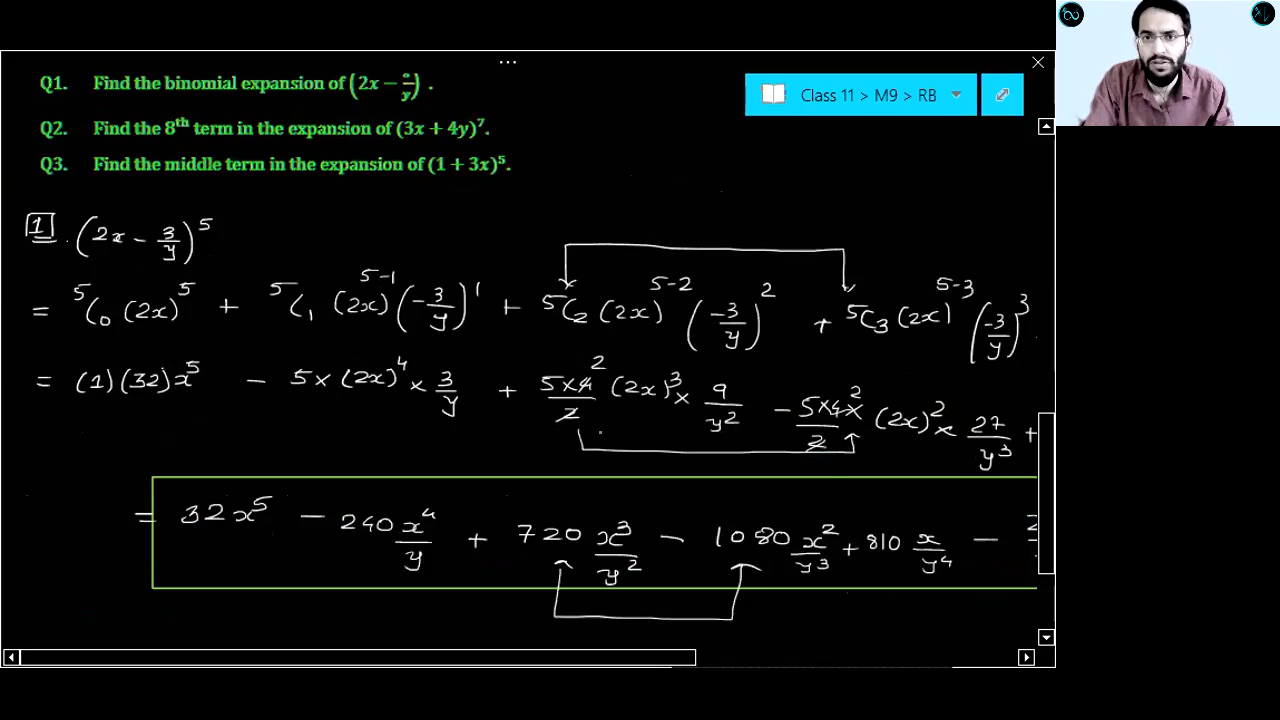 Class 11 > M9 > RB
Q1. Find the binomial expansion of (2x − 3/y).
Q2. Find the 8th term in the expansion of (3x + 4y)⁷.
Q3. Find the middle term in the expansion of (1 + 3x)⁵.
1 . (2x − 3/y)⁵
= ⁵C₀ (2x)⁵ + ⁵C₁ (2x)⁵⁻¹ (−3/y)¹ + ⁵C₂ (2x)⁵⁻² (−3/y)² + ⁵C₃ (2x)⁵⁻³ (−3/y)³
= (1)(32)x⁵ − 5 × (2x)⁴ × 3/y + 5×4²/2 (2x)³ × 9/y² − 5×4×²/2 (2x)² × 27/y³ +
= 32x⁵ − 240 x⁴/y + 720 x³/y² − 1080 x²/y³ + 810 x/y⁴ −